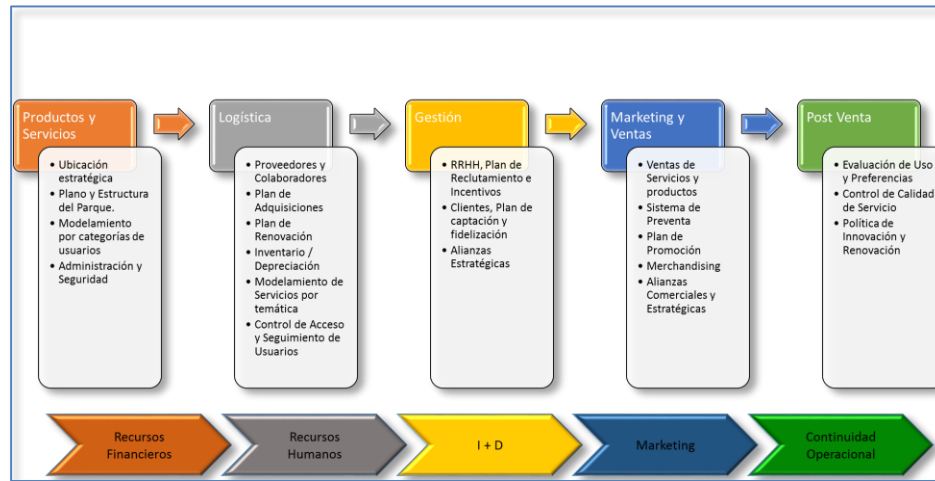 Productos y
Servicios
• Ubicación
estratégica
• Plano y Estructura
del Parque.
• Modelamiento
por categorías de
usuarios
• Administración y
Seguridad
Logística
• Proveedores y
Colaboradores
• Plan de
Adquisiciones
• Plan de
Renovación
• Inventario /
Depreciación
• Modelamiento de
Servicios por
temática
• Control de Acceso
y Seguimiento de
Usuarios
Gestión
• RRHH, Plan de
Reclutamiento e
Incentivos
• Clientes, Plan de
captación y
fidelización
• Alianzas
Estratégicas
Marketing y
Ventas
• Ventas de
Servicios y
productos
• Sistema de
Preventa
• Plan de
Promoción
• Merchandising
• Alianzas
Comerciales y
Estratégicas
Post Venta
• Evaluación de Uso
y Preferencias
• Control de Calidad
de Servicio
• Política de
Innovación y
Renovación
Recursos
Financieros
Recursos
Humanos
I + D
Marketing
Continuidad
Operacional